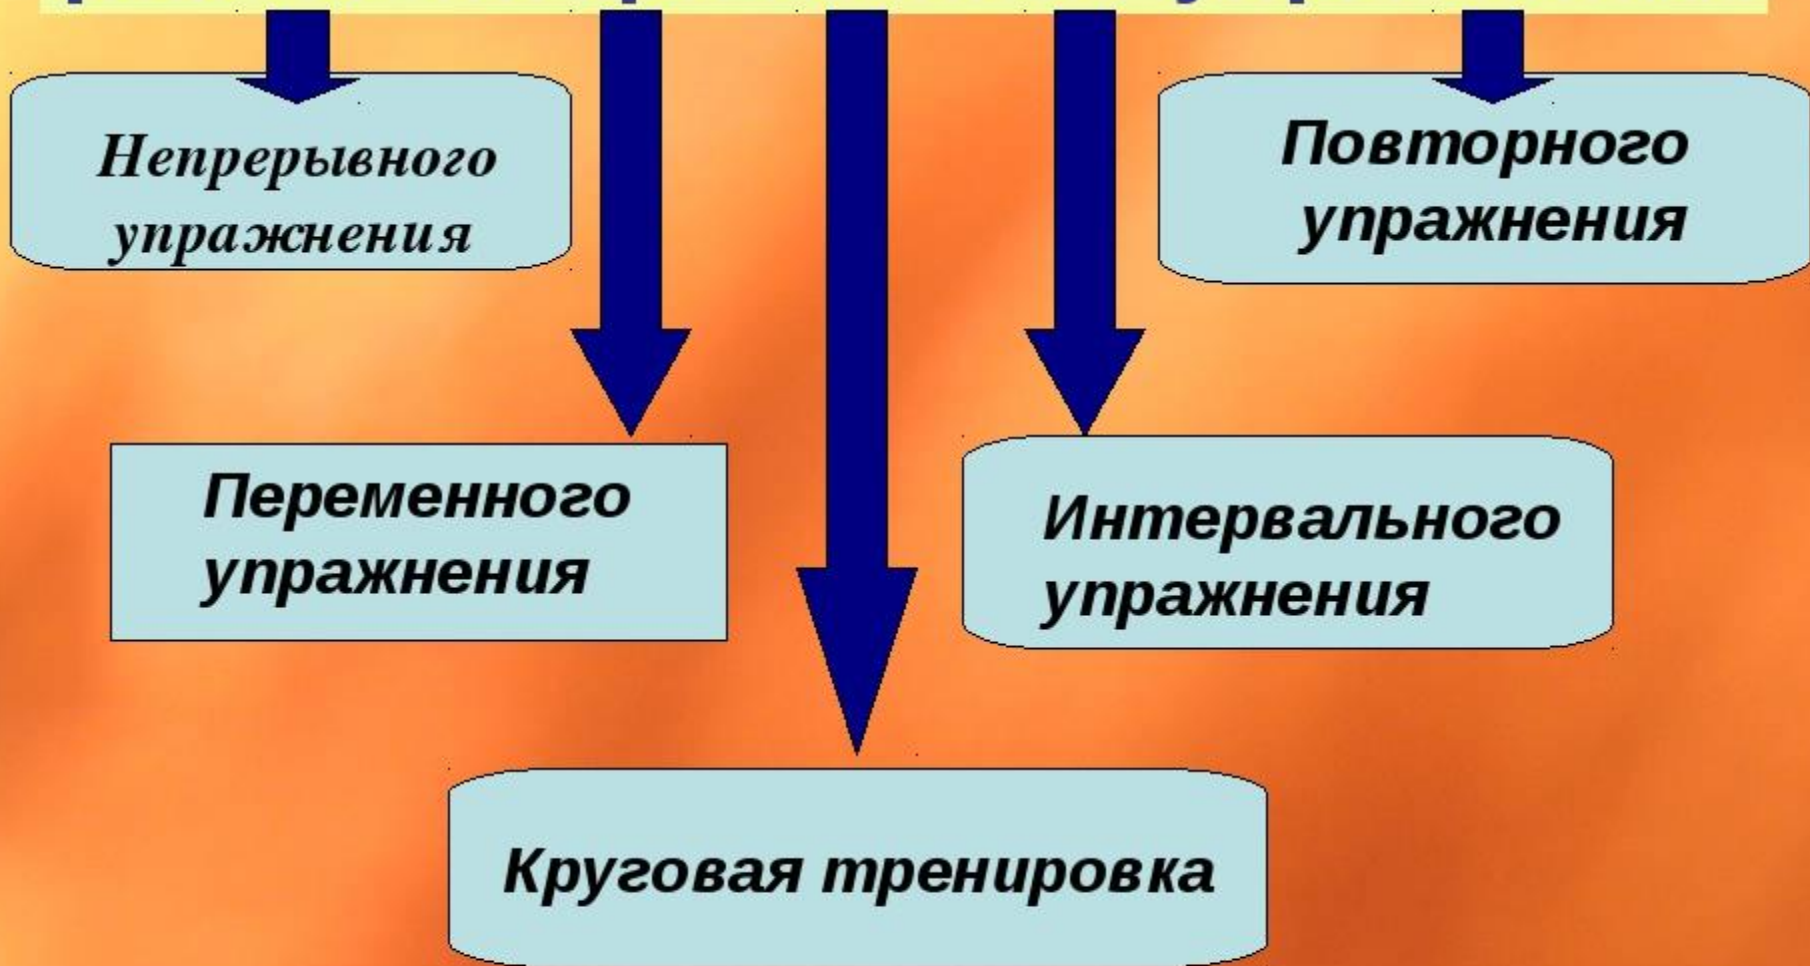 Непрерывного
упражнения
Повторного
упражнения
Переменного
упражнения
Интервального
упражнения
Круговая тренировка